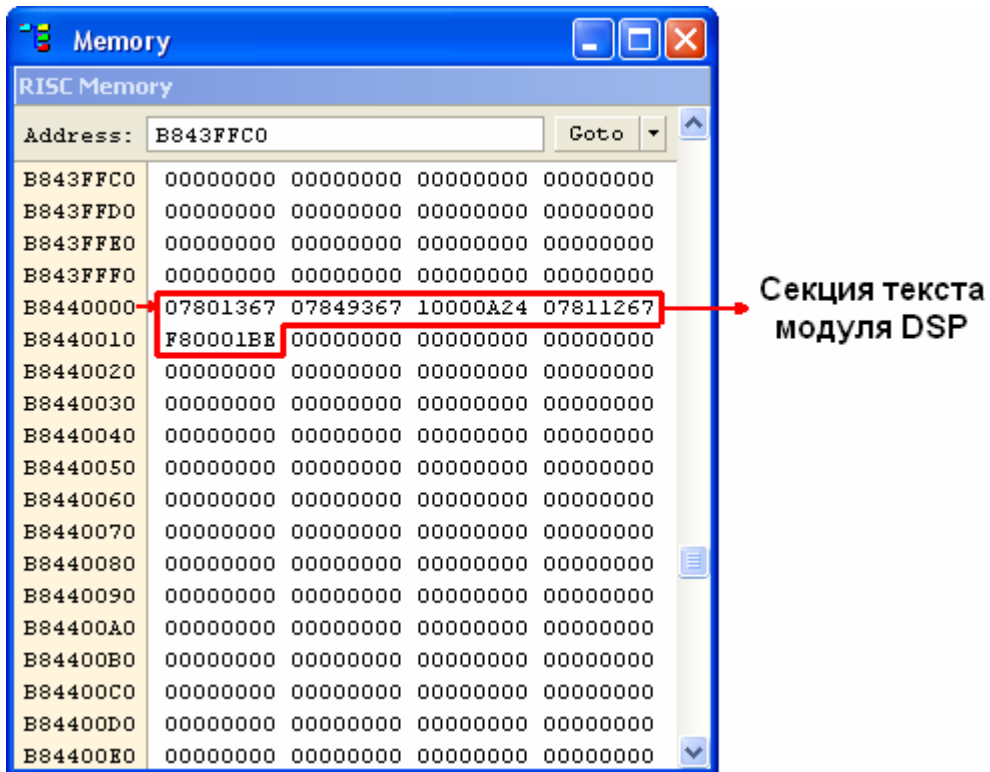 Memory
RISC Memory
Address: B843FFC0 Goto
B843FFC0 00000000 00000000 00000000 00000000
B843FFD0 00000000 00000000 00000000 00000000
B843FFE0 00000000 00000000 00000000 00000000
B843FFF0 00000000 00000000 00000000 00000000
B8440000 07801367 07849367 10000A24 07811267
B8440010 F80001BE 00000000 00000000 00000000
B8440020 00000000 00000000 00000000 00000000
B8440030 00000000 00000000 00000000 00000000
B8440040 00000000 00000000 00000000 00000000
B8440050 00000000 00000000 00000000 00000000
B8440060 00000000 00000000 00000000 00000000
B8440070 00000000 00000000 00000000 00000000
B8440080 00000000 00000000 00000000 00000000
B8440090 00000000 00000000 00000000 00000000
B84400A0 00000000 00000000 00000000 00000000
B84400B0 00000000 00000000 00000000 00000000
B84400C0 00000000 00000000 00000000 00000000
B84400D0 00000000 00000000 00000000 00000000
B84400E0 00000000 00000000 00000000 00000000
Секция текста
модуля DSP